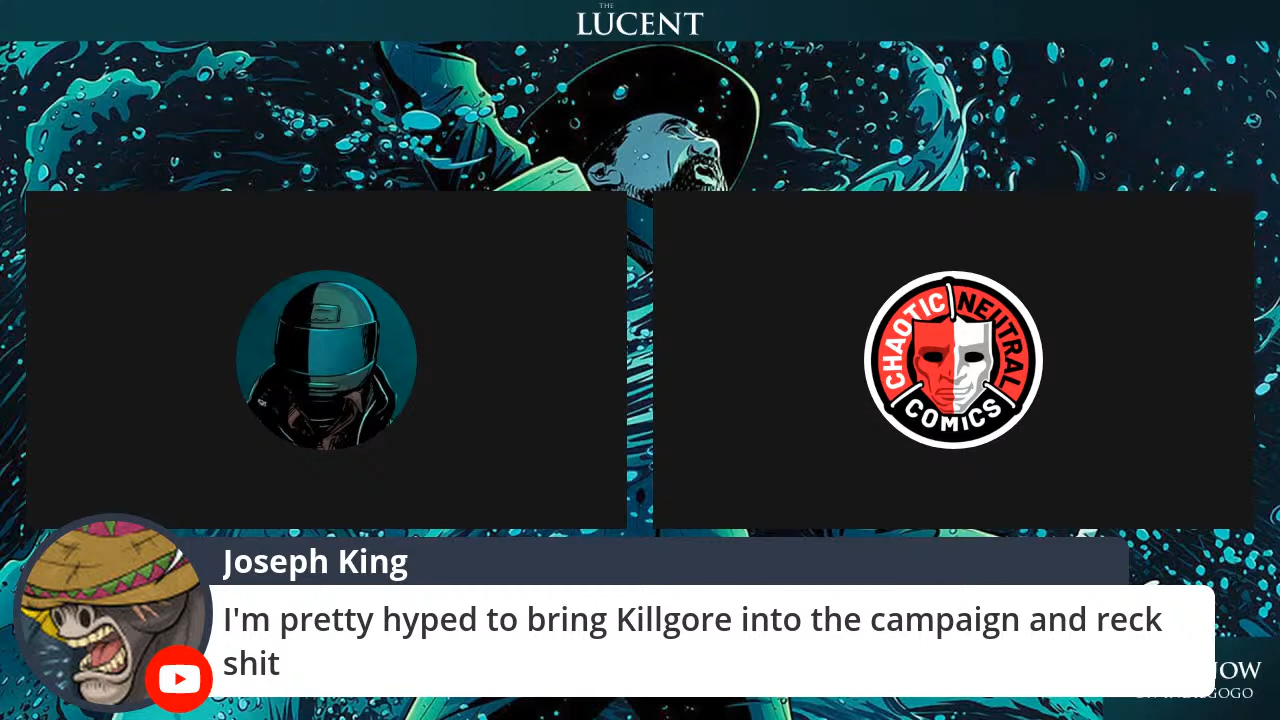 THE
LUCENT
CHAOTIC NEUTRAL
COMICS
Joseph King
I'm pretty hyped to bring Killgore into the campaign and reck
shit